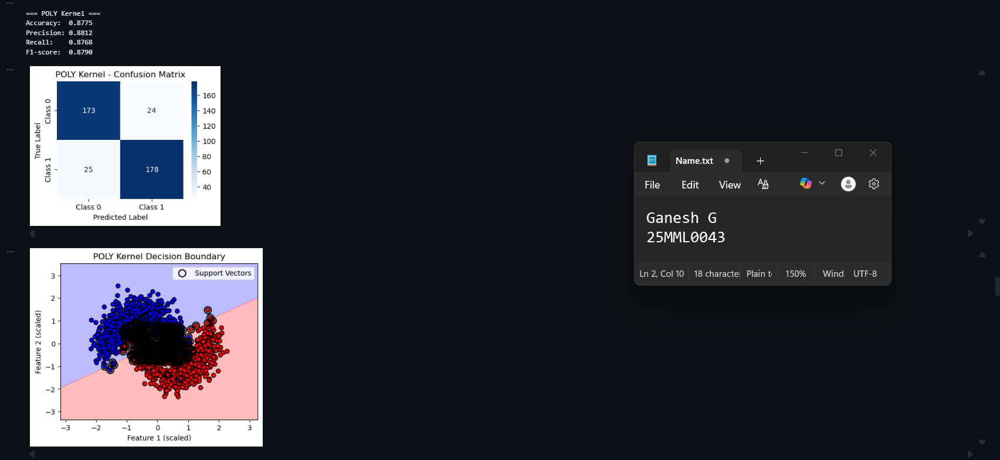 === POLY Kernel ===
Accuracy:  0.8775
Precision: 0.8812
Recall:    0.8768
F1-score:  0.8790
POLY Kernel - Confusion Matrix
True Label
Class 0
Class 1
173
24
25
178
160
140
120
100
80
60
40
Class 0
Class 1
Predicted Label
POLY Kernel Decision Boundary
Support Vectors
Feature 2 (scaled)
3
2
1
0
−1
−2
−3
−3
−2
−1
0
1
2
3
Feature 1 (scaled)
Name.txt
File
Edit
View
Ganesh G
25MML0043
Ln 2, Col 10
18 character
Plain t
150%
Wind
UTF-8